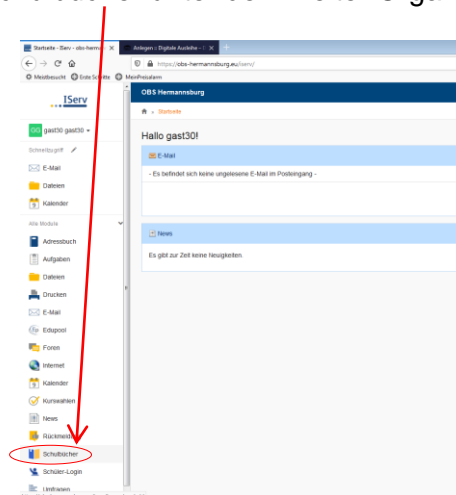 Startseite - IServ - obs-herma
Anlegen :: Digitale Ausleihe -
https://obs-hermannsburg.eu/iserv/
Meistbesucht Erste Schritte MeinPreisalarm
IServ
OBS Hermannsburg
Startseite
GG gast30 gast30
Hallo gast30!
Schnellzugriff
E-Mail
- Es befindet sich keine ungelesene E-Mail im Posteingang -
E-Mail
Dateien
Kalender
Alle Module
News
Es gibt zur Zeit keine Neuigkeiten.
Adressbuch
Aufgaben
Dateien
Drucken
E-Mail
Edupool
Foren
Internet
Kalender
Kurswahlen
News
Schulbücher
Schüler-Login
Umfragen